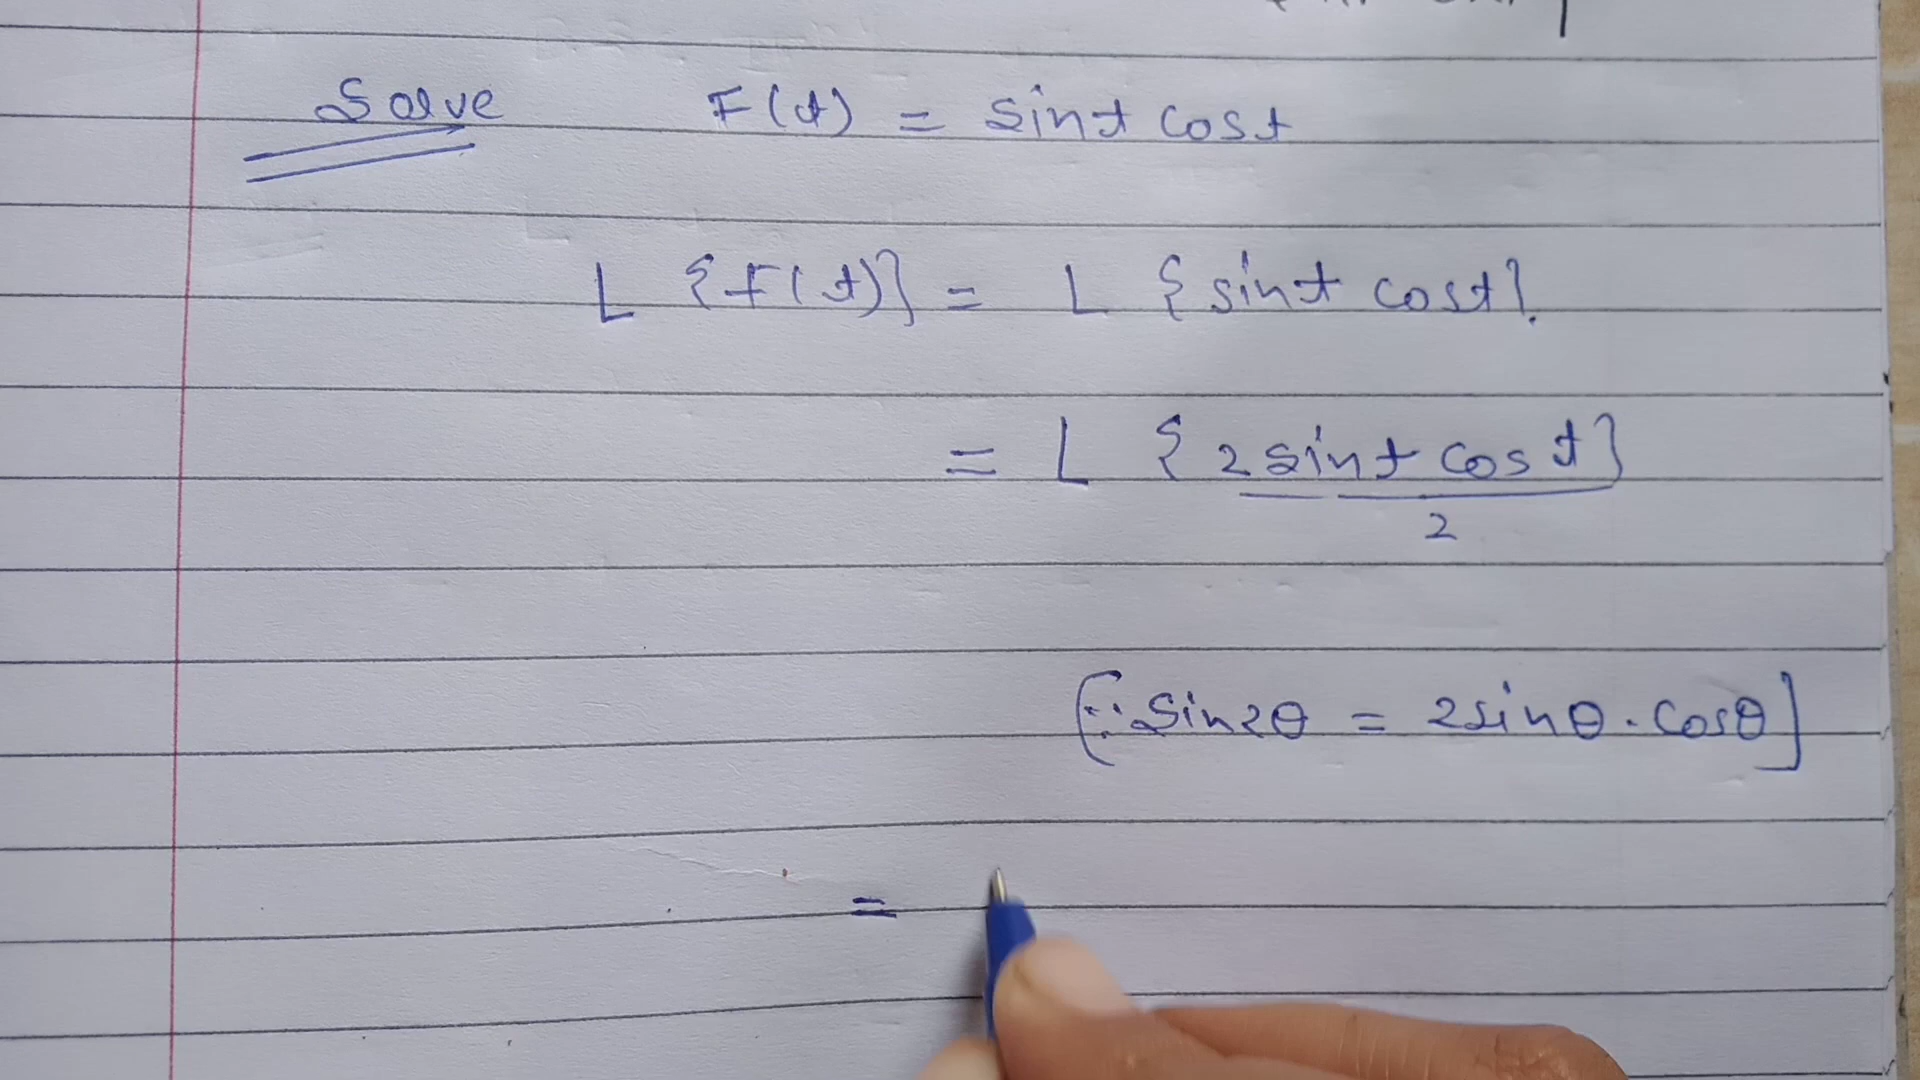 Solve F(t) = sint cost
L {F(t)} = L {sint cost}.
= L {2sint cost}
2
[∵ sin2θ = 2sinθ . cosθ]
=